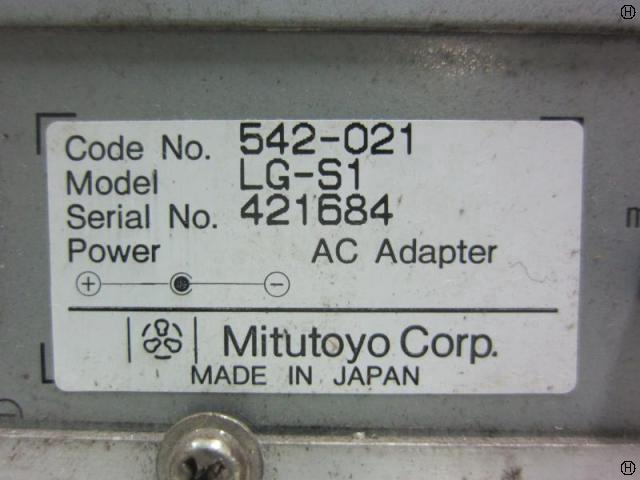 Code No. 542-021
Model LG-S1
Serial No. 421684
Power AC Adapter
Mitutoyo Corp.
MADE IN JAPAN